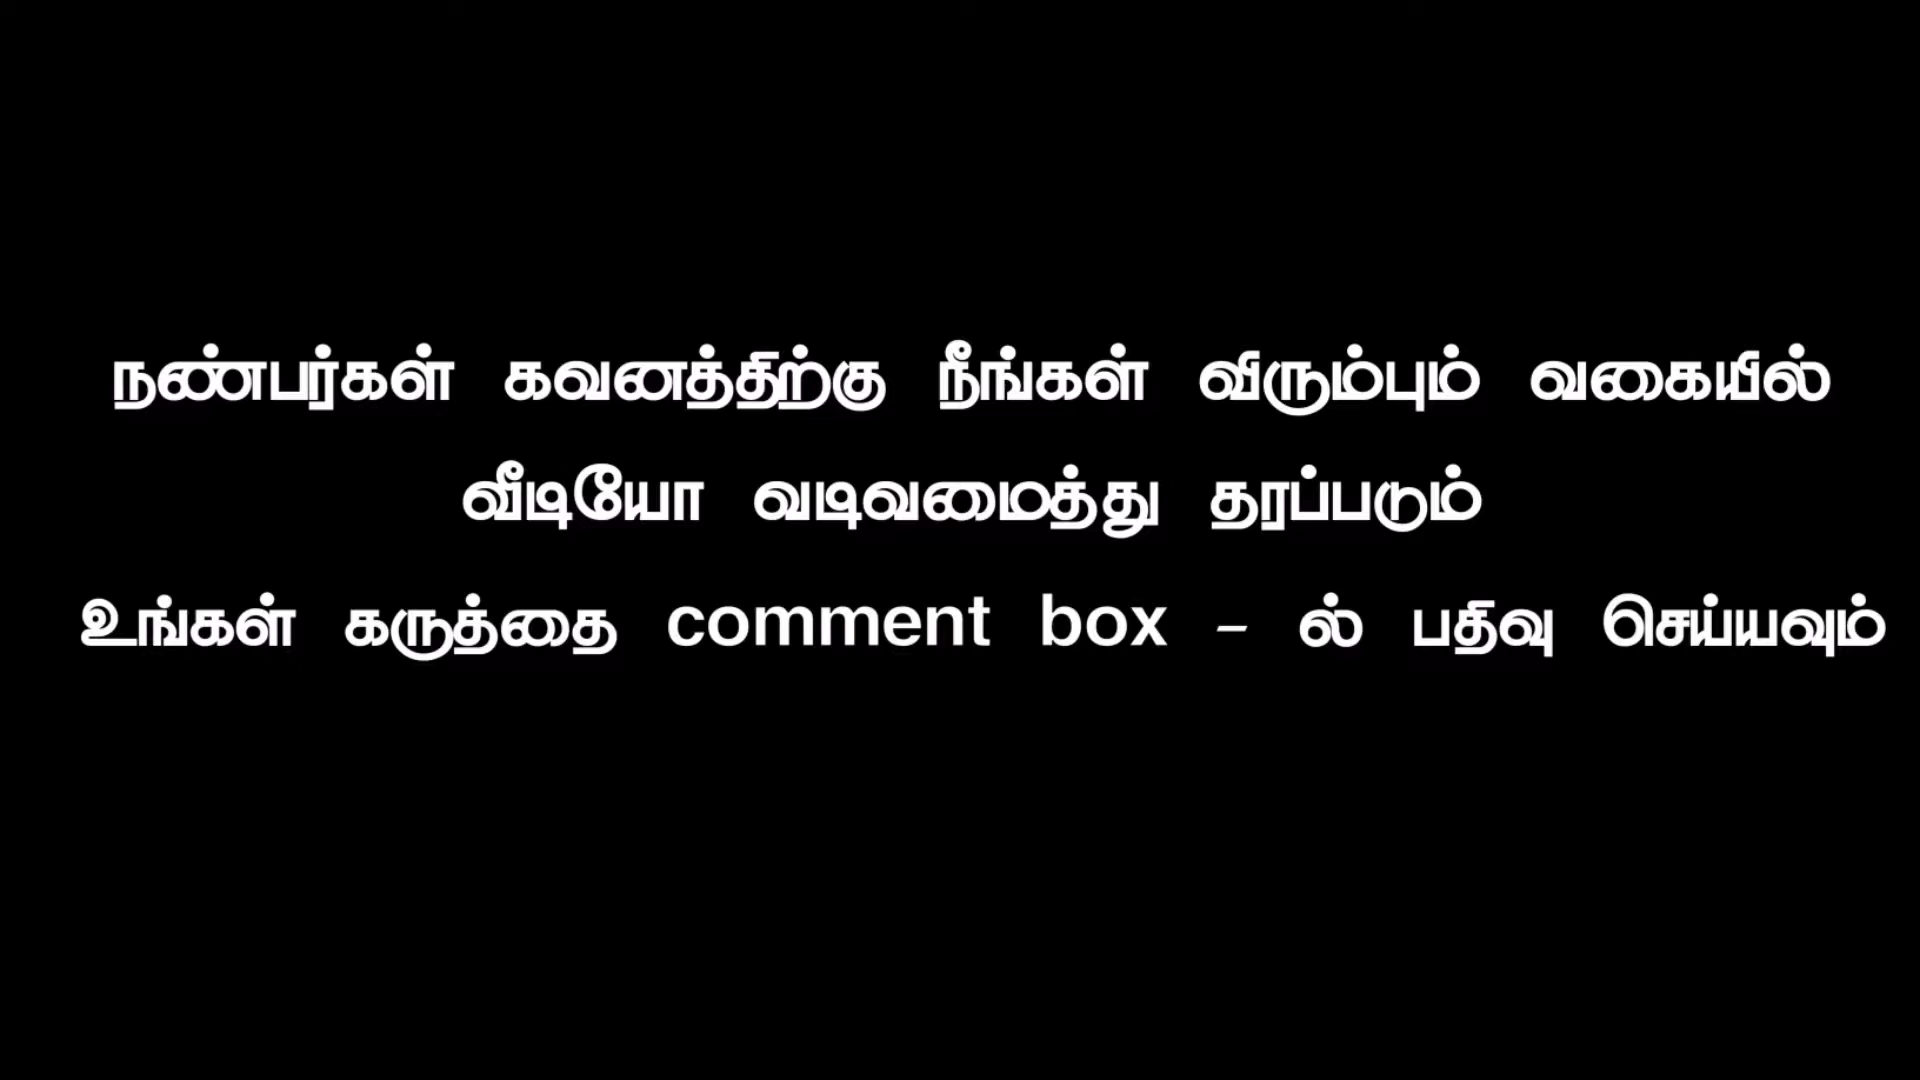 நண்பர்கள் கவனத்திற்கு நீங்கள் விரும்பும் வகையில்
வீடியோ வடிவமைத்து தரப்படும்
உங்கள் கருத்தை comment box - ல் பதிவு செய்யவும்